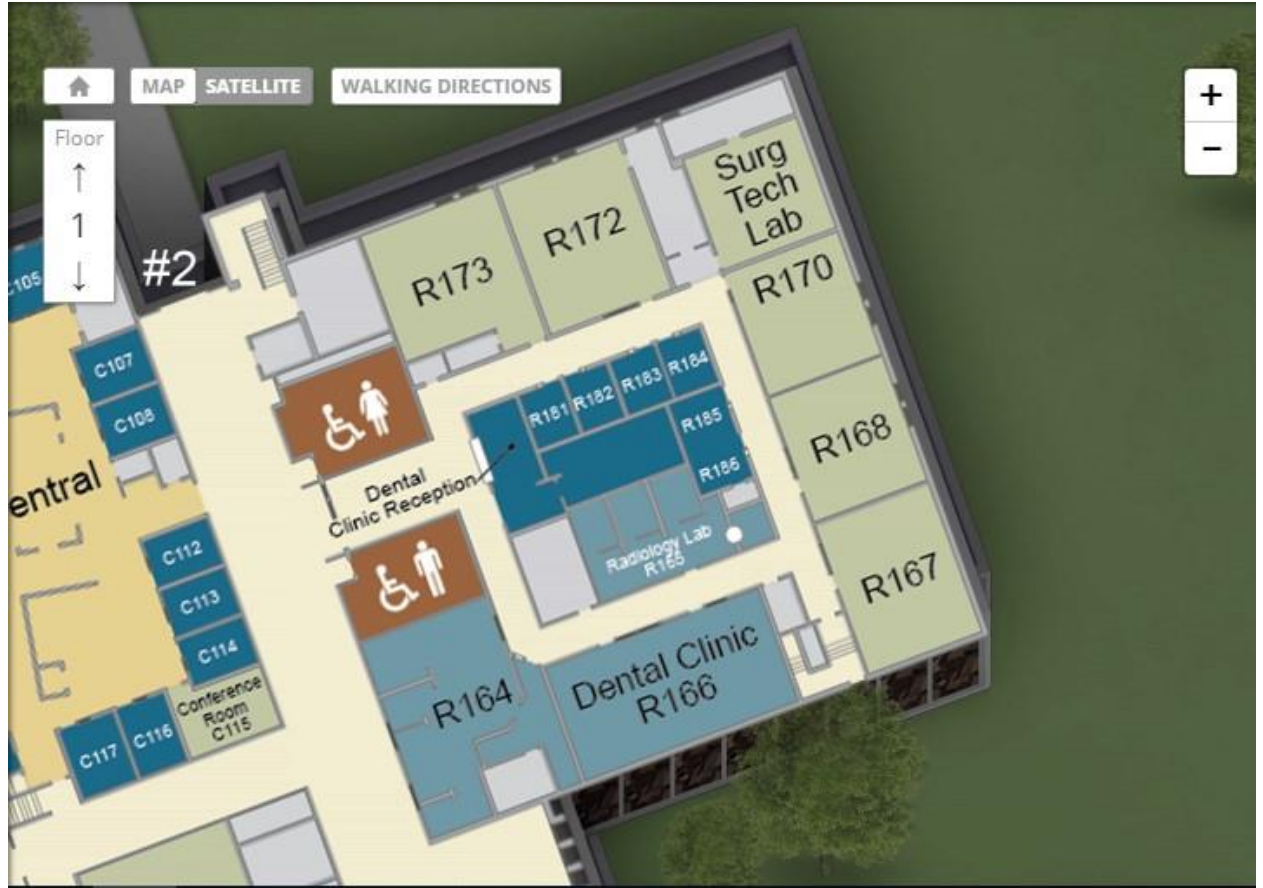 MAP SATELLITE WALKING DIRECTIONS
+
−
Floor
↑
1
↓
#2
C105
C107
C108
entral
C112
C113
C114
Conference
Room
C115
C116
C117
R173
R172
Surg
Tech
Lab
R170
R168
R167
R181 R182 R183 R184
R185
R186
Dental
Clinic Reception
Radiology Lab
R165
R164
Dental Clinic
R166